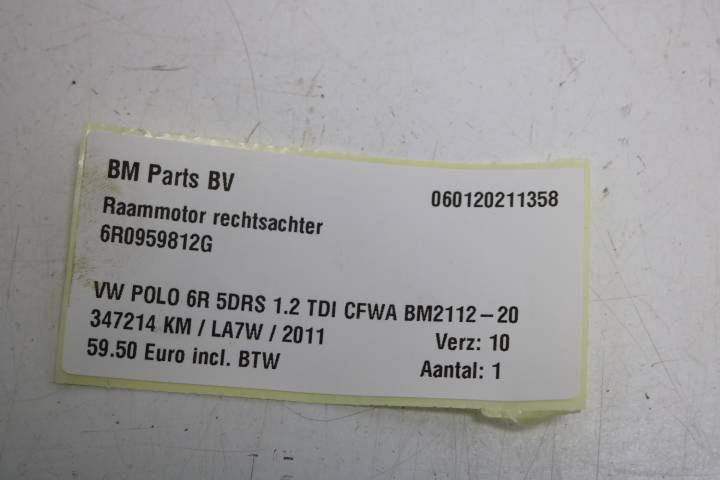 BM Parts BV
060120211358
Raammotor rechtsachter
6R0959812G
VW POLO 6R 5DRS 1.2 TDI CFWA BM2112-20
347214 KM / LA7W / 2011 Verz: 10
59.50 Euro incl. BTW Aantal: 1